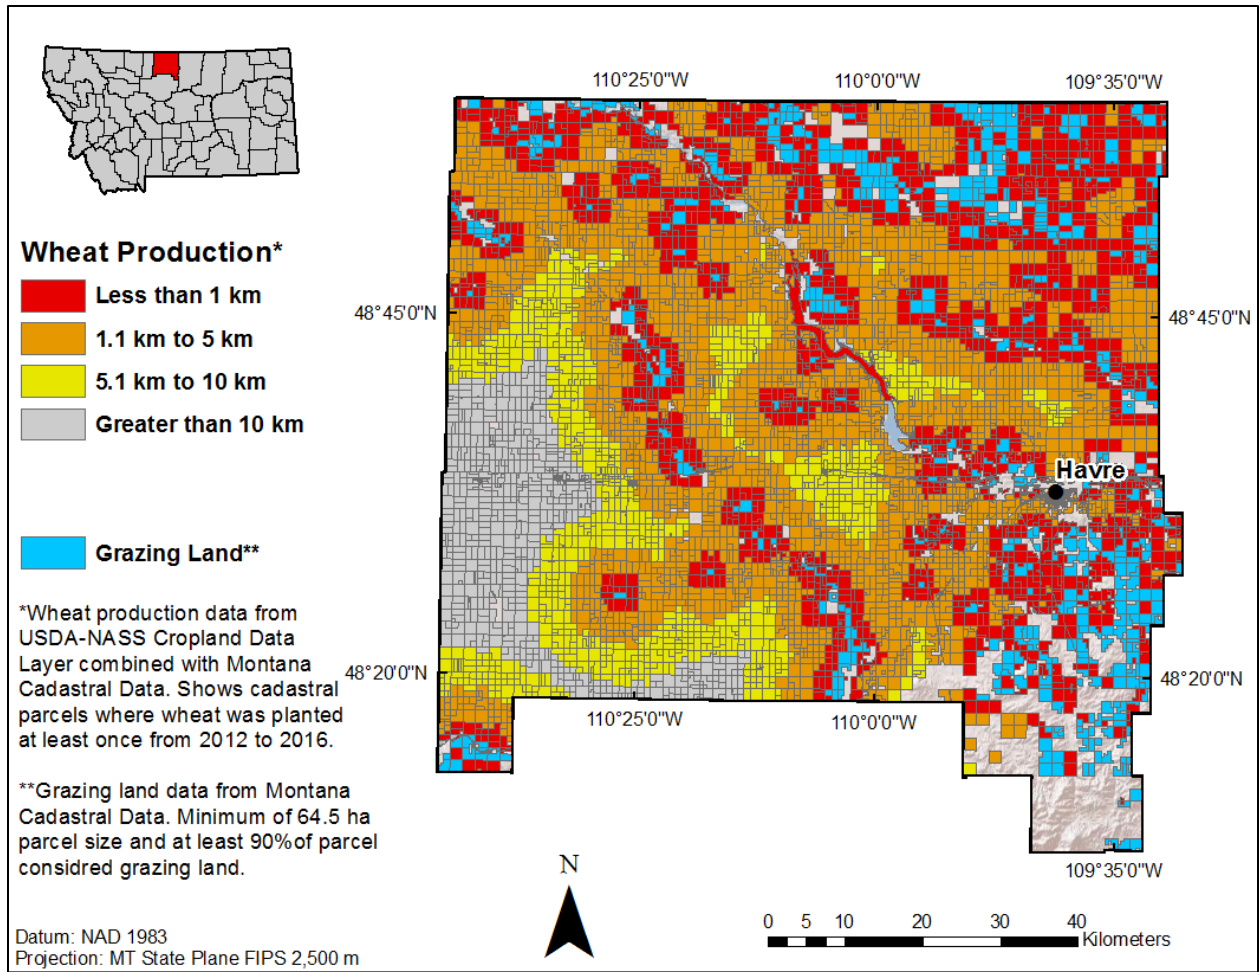 Wheat Production*
Less than 1 km
1.1 km to 5 km
5.1 km to 10 km
Greater than 10 km
Grazing Land**
*Wheat production data from
USDA-NASS Cropland Data
Layer combined with Montana
Cadastral Data. Shows cadastral
parcels where wheat was planted
at least once from 2012 to 2016.
**Grazing land data from Montana
Cadastral Data. Minimum of 64.5 ha
parcel size and at least 90%of parcel
considred grazing land.
Datum: NAD 1983
Projection: MT State Plane FIPS 2,500 m
110°25'0"W 110°0'0"W 109°35'0"W
48°45'0"N 48°45'0"N
Havre
48°20'0"N 48°20'0"N
110°25'0"W 110°0'0"W
109°35'0"W
N
0 5 10 20 30 40
Kilometers